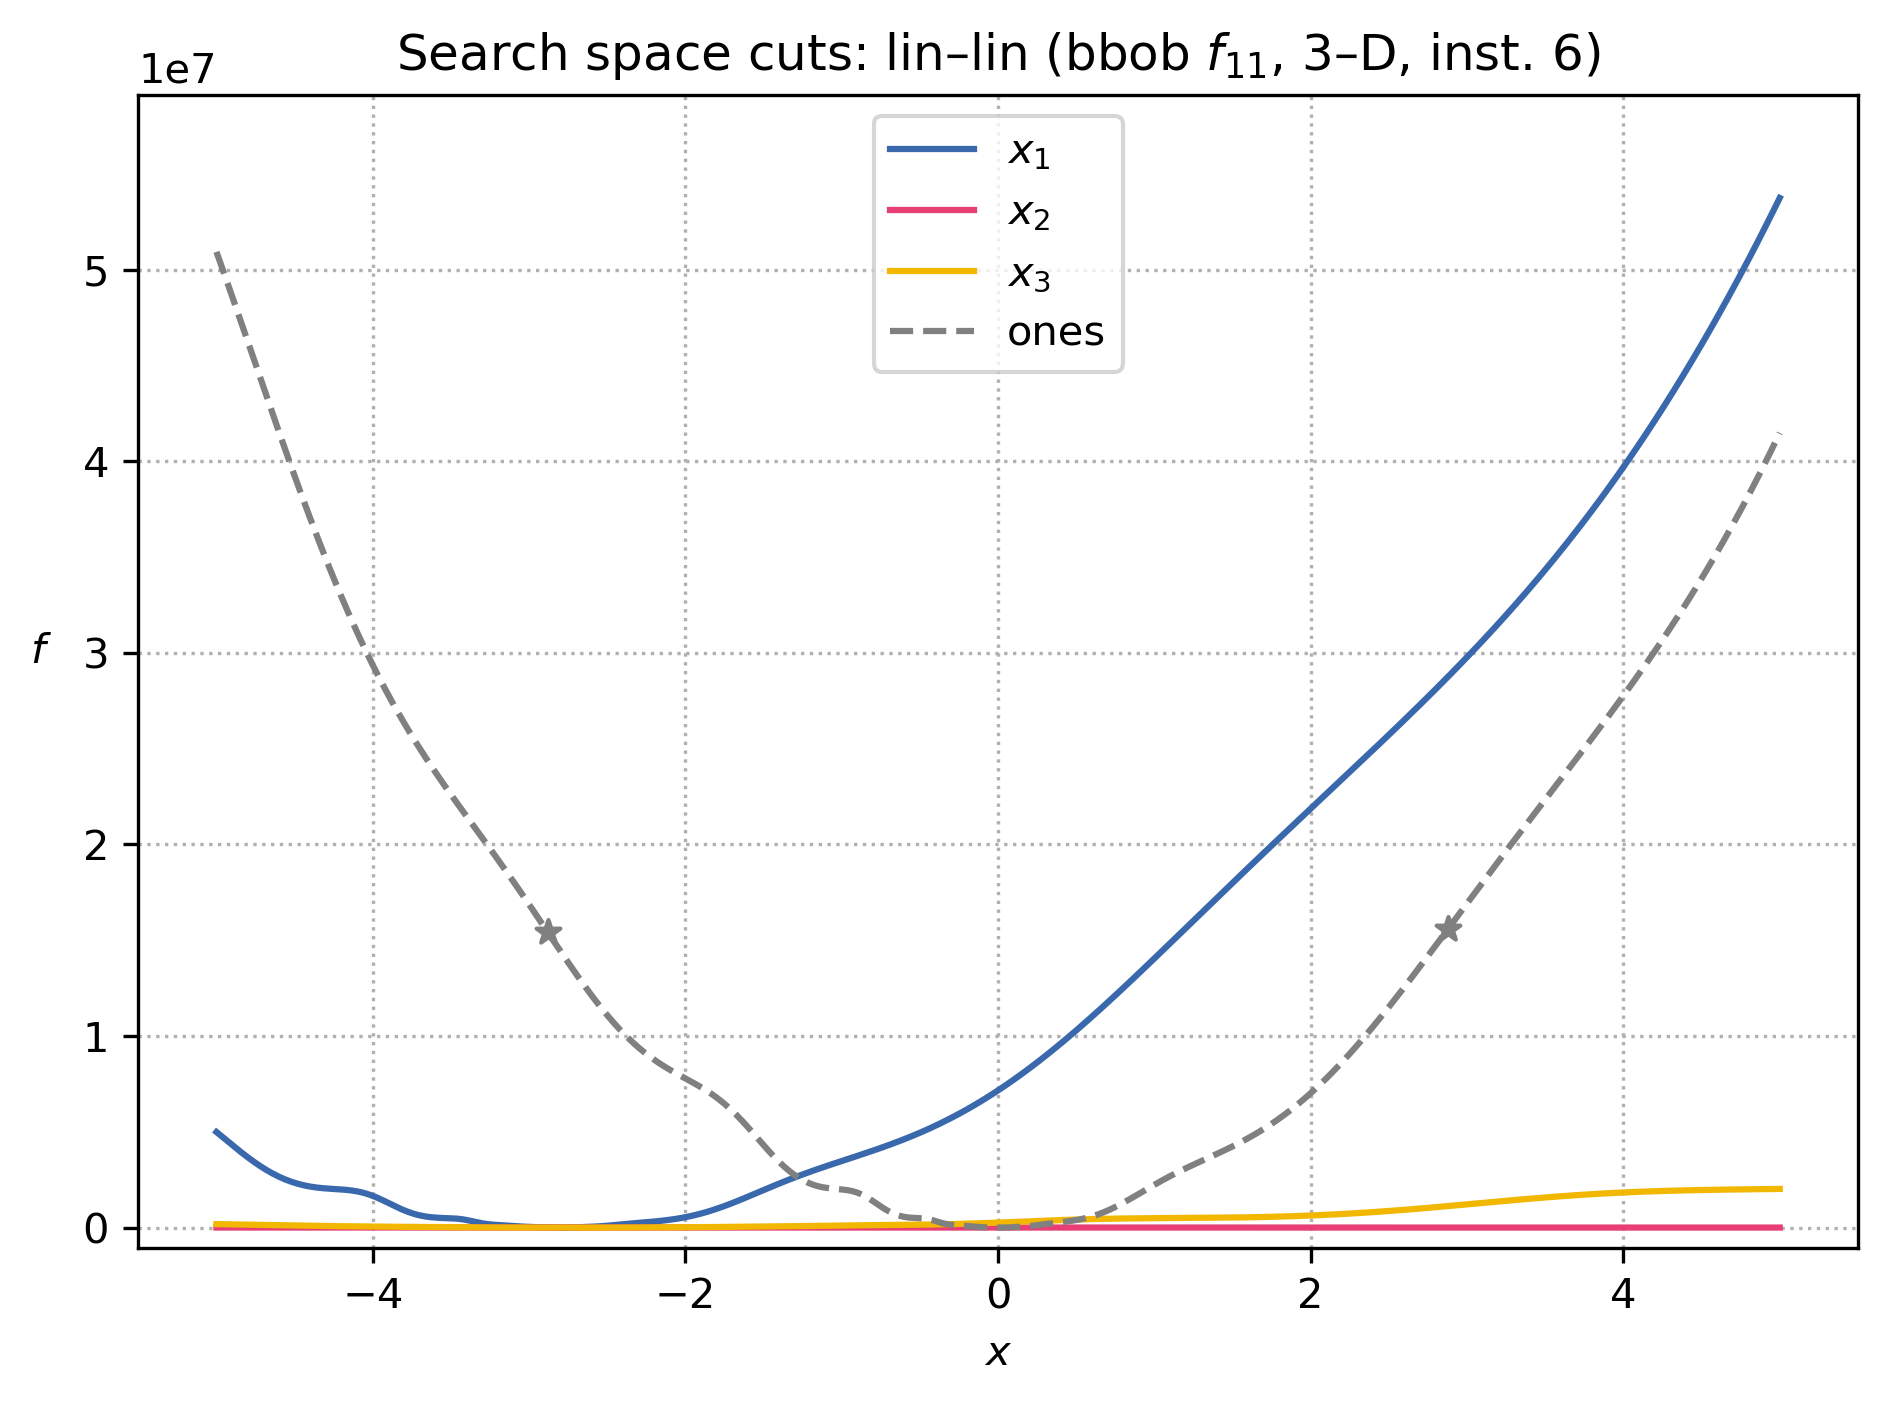 Search space cuts: lin–lin (bbob f₁₁, 3–D, inst. 6)
1e7
x₁
x₂
x₃
ones
5
4
3
2
1
0
f
−4 −2 0 2 4
x